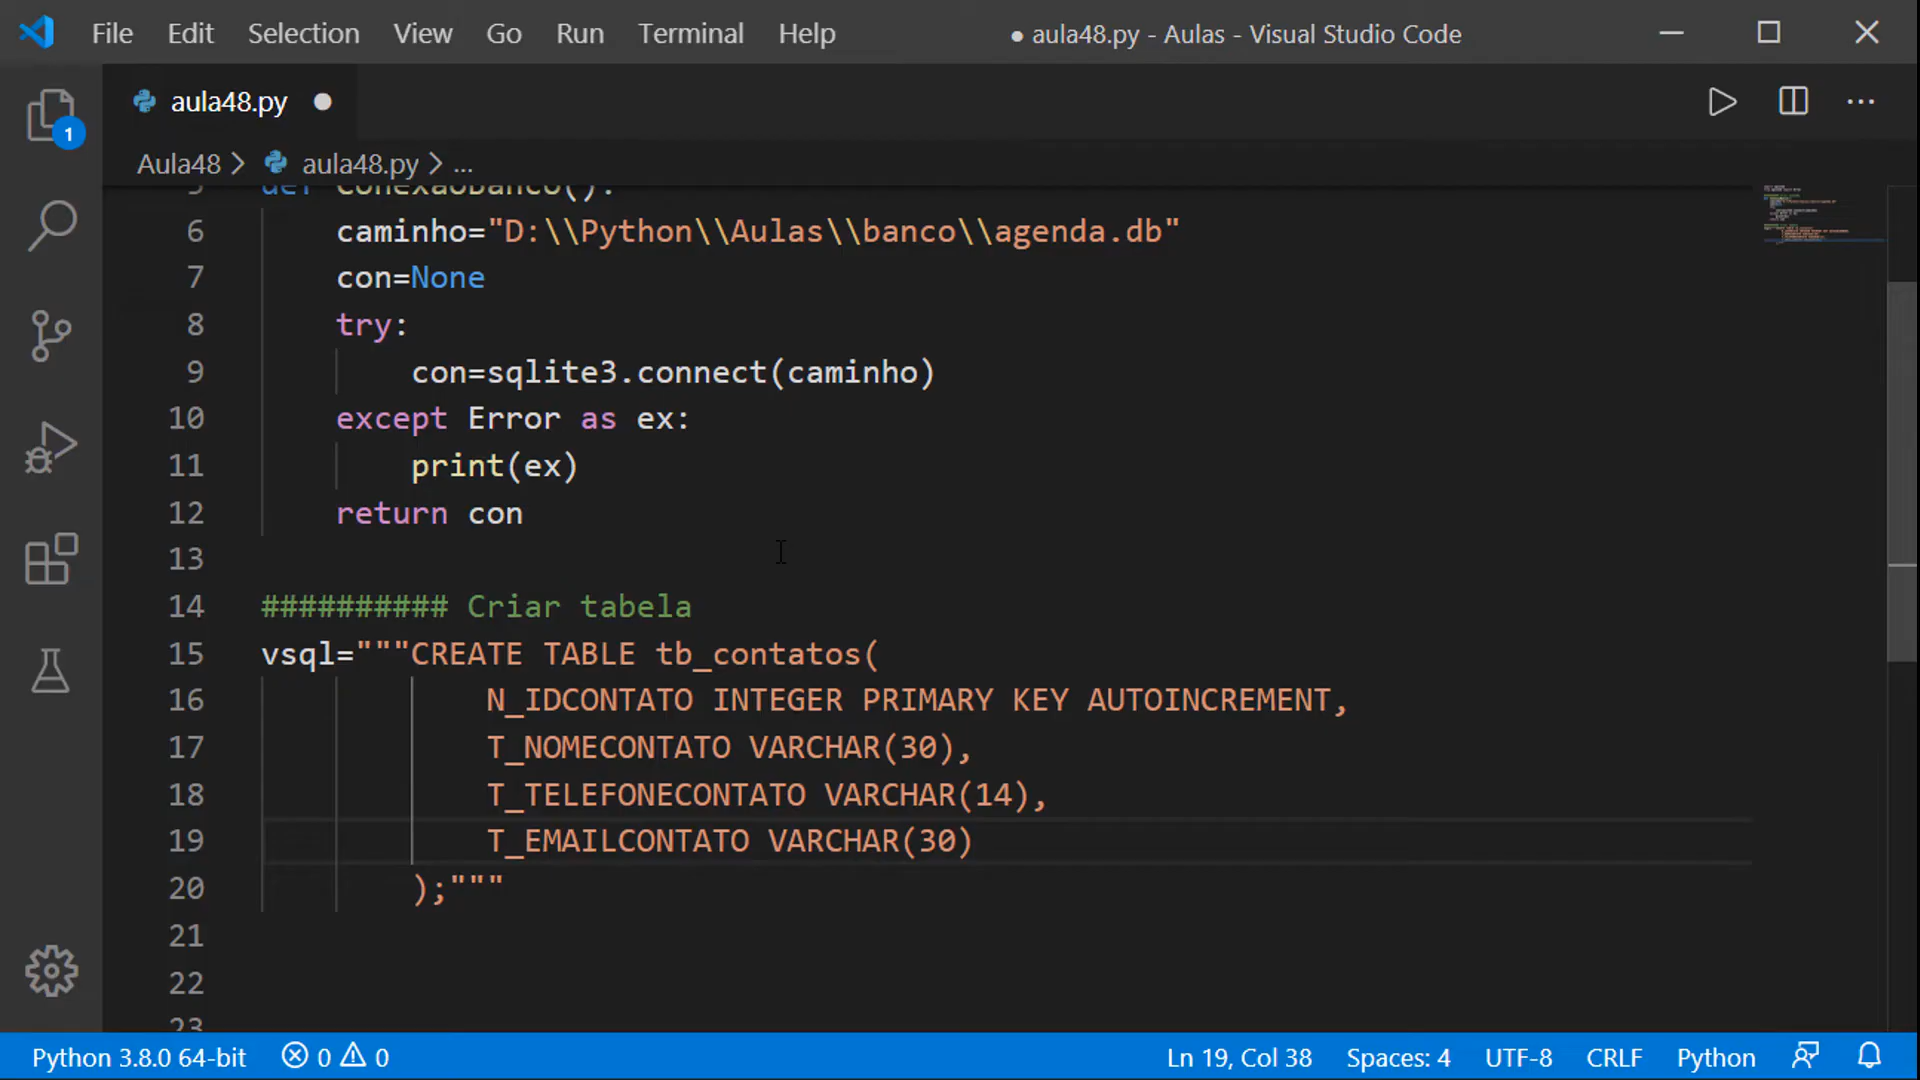 File Edit Selection View Go Run Terminal Help ● aula48.py - Aulas - Visual Studio Code
aula48.py
Aula48 > aula48.py > ...
5 def ConexaoBanco():
6 caminho="D:\\Python\\Aulas\\banco\\agenda.db"
7 con=None
8 try:
9 con=sqlite3.connect(caminho)
10 except Error as ex:
11 print(ex)
12 return con
13
14 ########## Criar tabela
15 vsql="""CREATE TABLE tb_contatos(
16 N_IDCONTATO INTEGER PRIMARY KEY AUTOINCREMENT,
17 T_NOMECONTATO VARCHAR(30),
18 T_TELEFONECONTATO VARCHAR(14),
19 T_EMAILCONTATO VARCHAR(30)
20 );"""
21
22
23
1
Python 3.8.0 64-bit 0 0 Ln 19, Col 38 Spaces: 4 UTF-8 CRLF Python